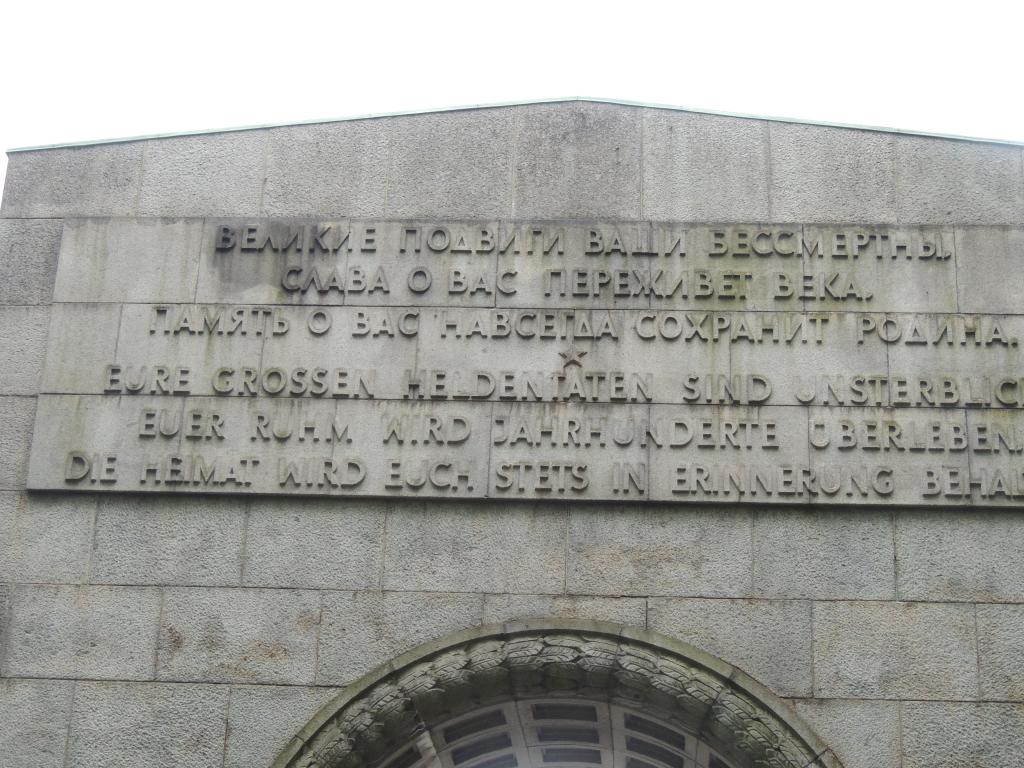 ВЕЛИКИЕ ПОДВИГИ ВАШИ БЕССМЕРТНЫ.
СЛАВА О ВАС ПЕРЕЖИВЕТ ВЕКА.
ПАМЯТЬ О ВАС НАВСЕГДА СОХРАНИТ РОДИНА.
EURE GROSSEN HELDENTATEN SIND UNSTERBLICH
EUER RUHM WIRD JAHRHUNDERTE ÜBERLEBEN.
DIE HEIMAT WIRD EUCH STETS IN ERINNERUNG